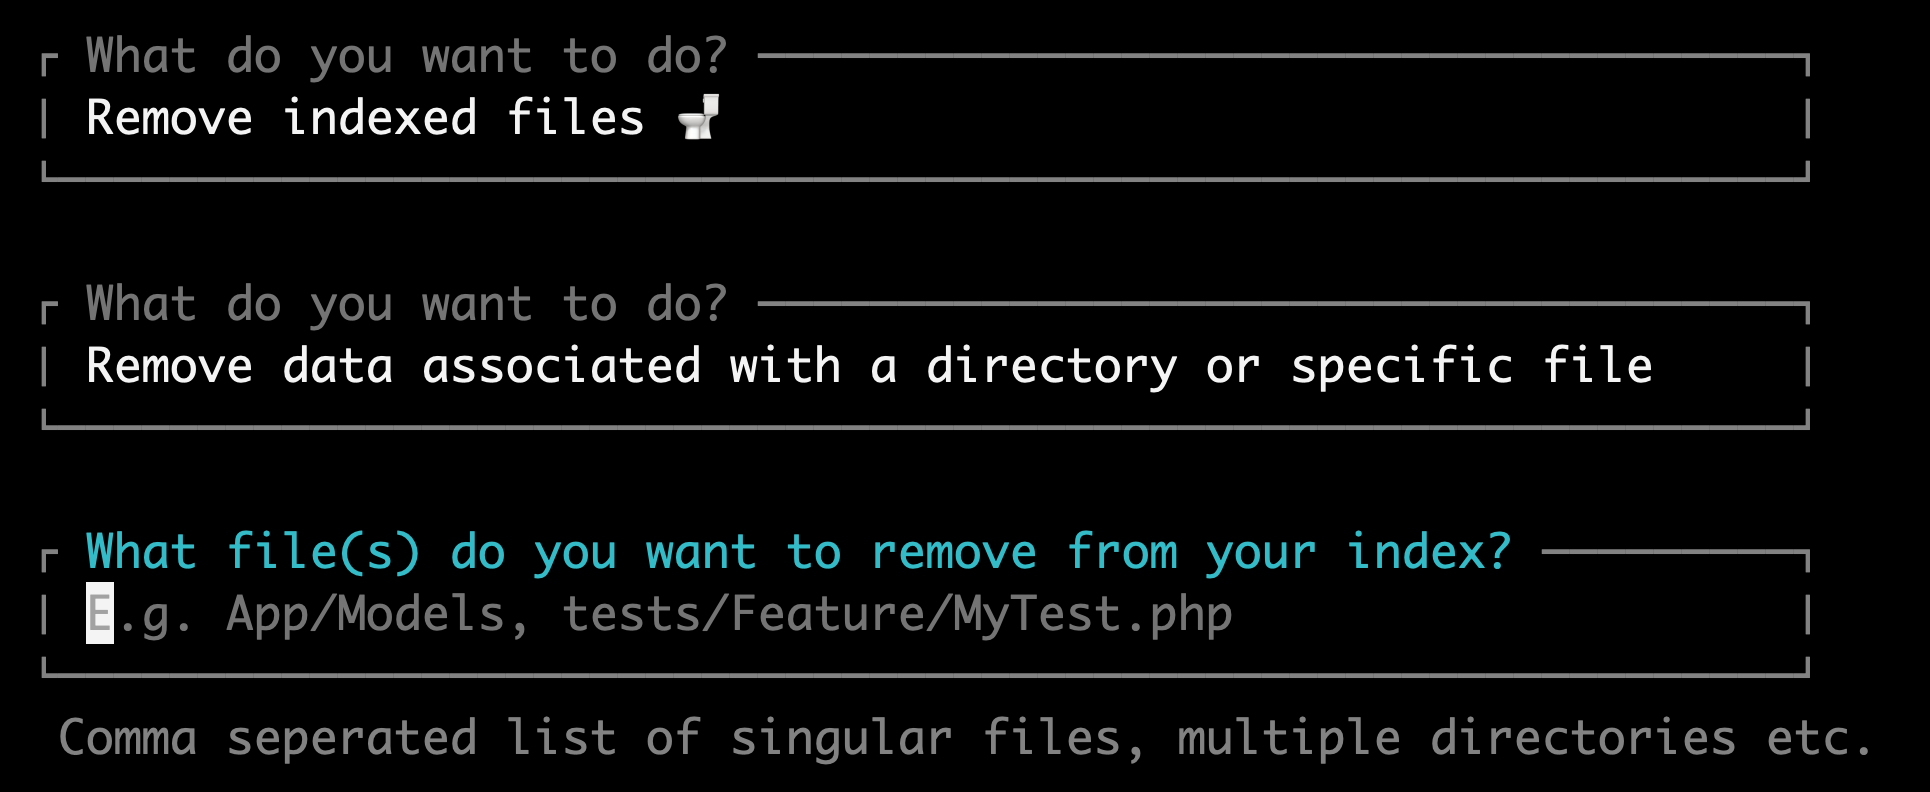 What do you want to do?
Remove indexed files 🚽
What do you want to do?
Remove data associated with a directory or specific file
What file(s) do you want to remove from your index?
E.g. App/Models, tests/Feature/MyTest.php
Comma seperated list of singular files, multiple directories etc.